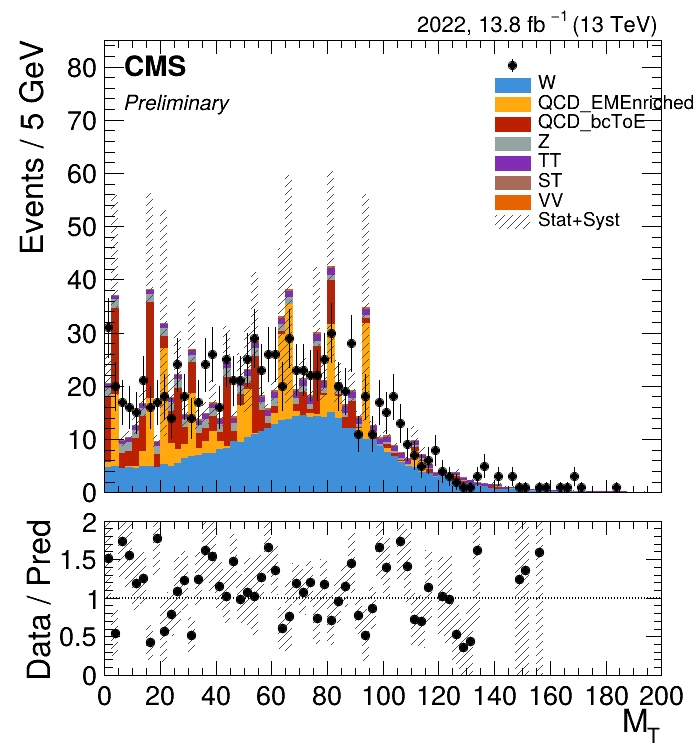 2022, 13.8 fb⁻¹ (13 TeV)
CMS
Preliminary
W
QCD_EMEnriched
QCD_bcToE
Z
TT
ST
VV
Stat+Syst
Events / 5 GeV
80
70
60
50
40
30
20
10
0
Data / Pred
2
1.5
1
0.5
0
0 20 40 60 80 100 120 140 160 180 200
M_T